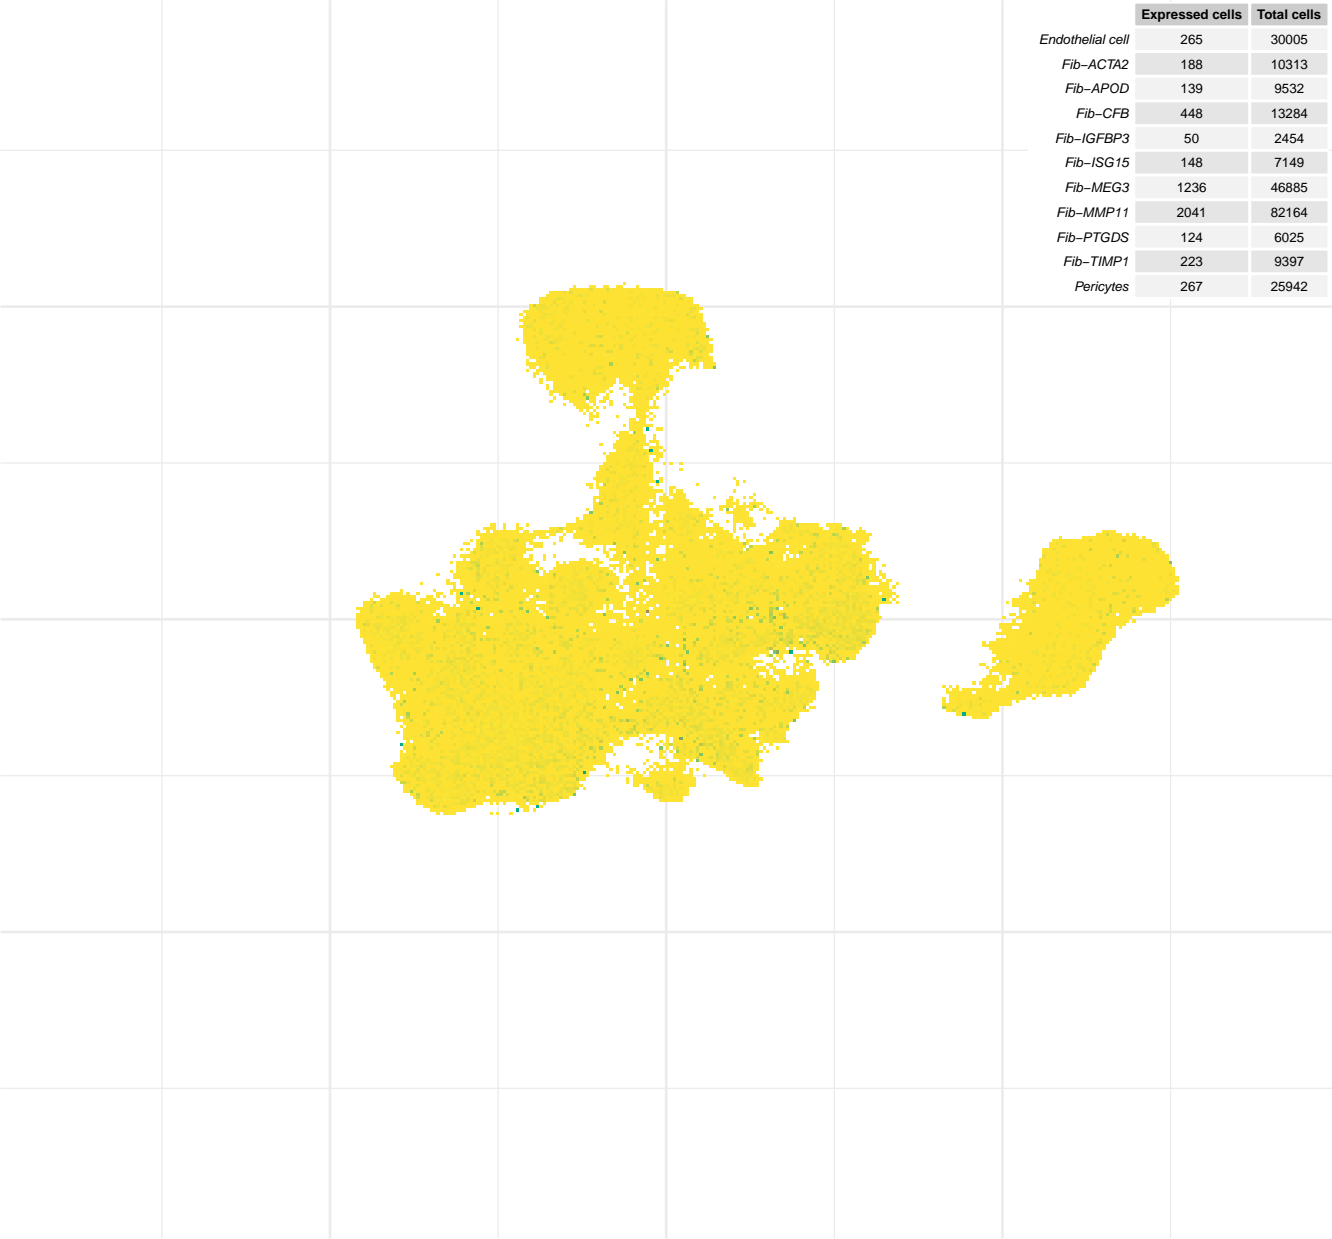 Expressed cells Total cells
Endothelial cell 265 30005
Fib−ACTA2 188 10313
Fib−APOD 139 9532
Fib−CFB 448 13284
Fib−IGFBP3 50 2454
Fib−ISG15 148 7149
Fib−MEG3 1236 46885
Fib−MMP11 2041 82164
Fib−PTGDS 124 6025
Fib−TIMP1 223 9397
Pericytes 267 25942